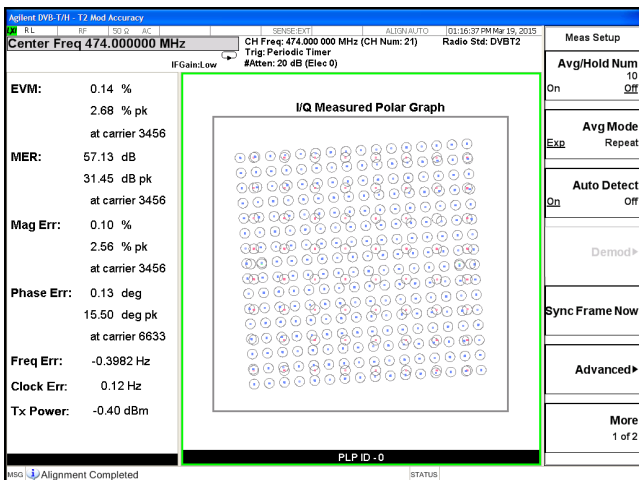 Agilent DVB-T/H - T2 Mod Accuracy
LXI RL RF 50 Ω AC SENSE:EXT ALIGNAUTO 01:16:37 PM Mar 19, 2015
Center Freq 474.000000 MHz
CH Freq: 474.000 000 MHz (CH Num: 21) Radio Std: DVBT2
Trig: Periodic Timer
IFGain:Low #Atten: 20 dB (Elec 0)
EVM: 0.14 %
2.68 % pk
at carrier 3456
MER: 57.13 dB
31.45 dB pk
at carrier 3456
Mag Err: 0.10 %
2.56 % pk
at carrier 3456
Phase Err: 0.13 deg
15.50 deg pk
at carrier 6633
Freq Err: -0.3982 Hz
Clock Err: 0.12 Hz
Tx Power: -0.40 dBm
I/Q Measured Polar Graph
PLP ID - 0
Meas Setup
Avg/Hold Num
10
On Off
Avg Mode
Exp Repeat
Auto Detect
On Off
Demod
Sync Frame Now
Advanced
More
1 of 2
MSG Alignment Completed STATUS